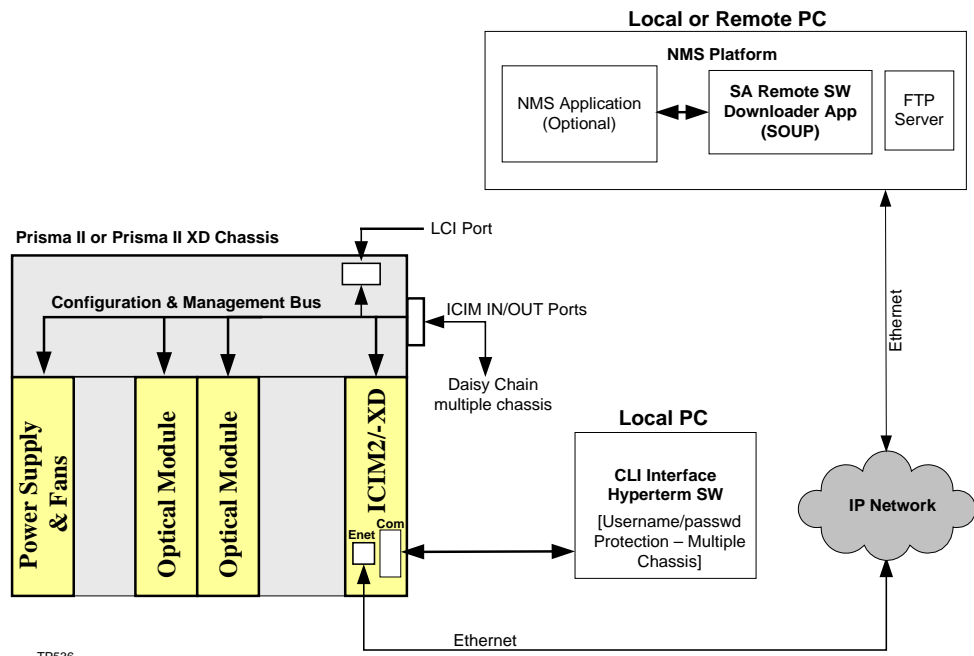 Local or Remote PC
NMS Platform
NMS Application
(Optional)
SA Remote SW
Downloader App
(SOUP)
FTP
Server
Prisma II or Prisma II XD Chassis
LCI Port
Configuration & Management Bus
ICIM IN/OUT Ports
Daisy Chain
multiple chassis
Ethernet
Power Supply
& Fans
Optical Module
Optical Module
ICIM2/-XD
Enet
Com
Local PC
CLI Interface
Hyperterm SW
[Username/passwd
Protection – Multiple
Chassis]
IP Network
Ethernet